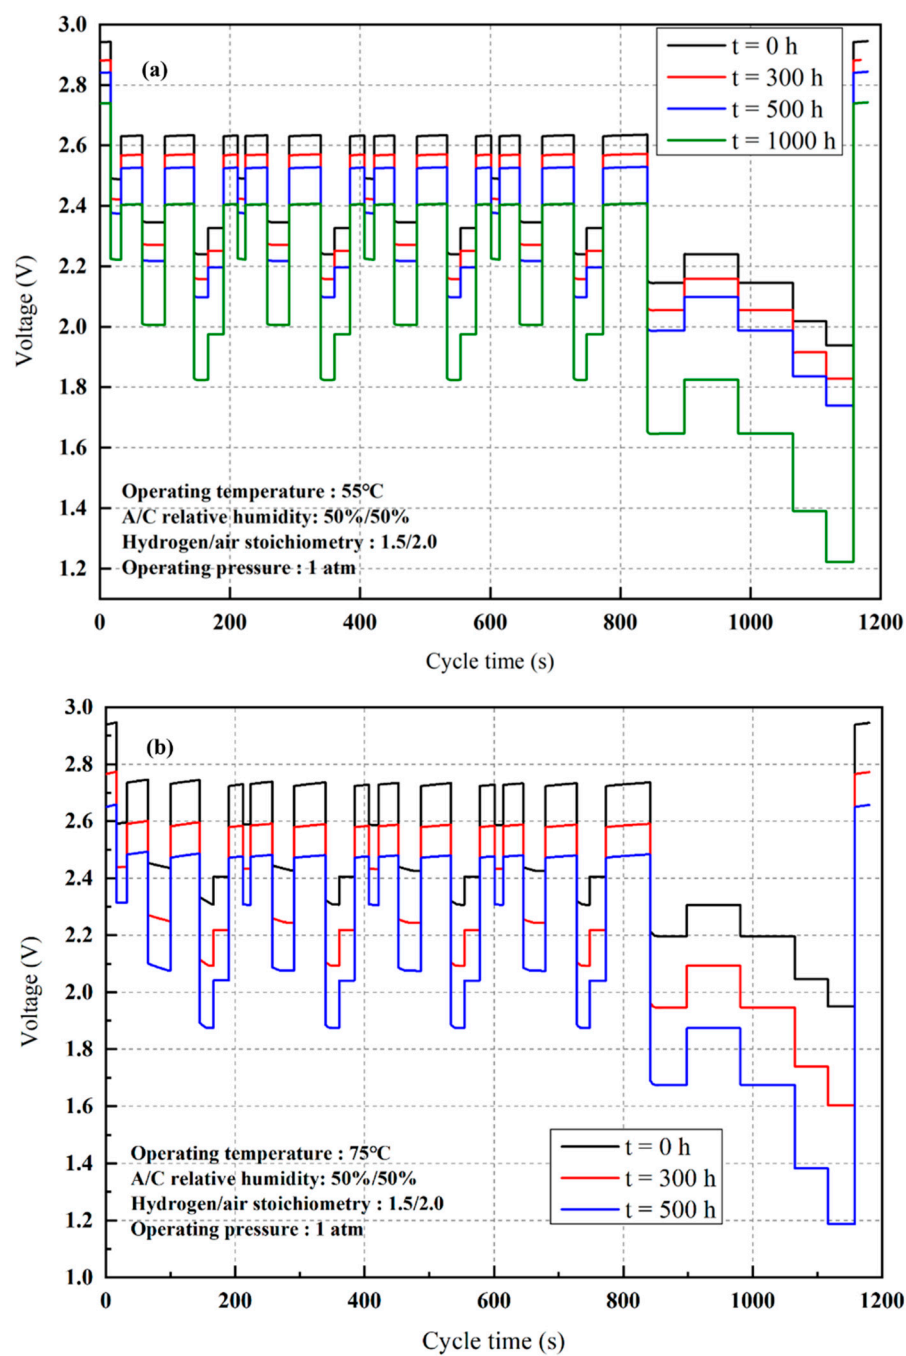 3.0
2.8
2.6
2.4
2.2
2.0
1.8
1.6
1.4
1.2
Voltage (V)
(a)
t = 0 h
t = 300 h
t = 500 h
t = 1000 h
Operating temperature : 55℃
A/C relative humidity: 50%/50%
Hydrogen/air stoichiometry : 1.5/2.0
Operating pressure : 1 atm
0 200 400 600 800 1000 1200
Cycle time (s)
3.0
2.8
2.6
2.4
2.2
2.0
1.8
1.6
1.4
1.2
1.0
Voltage (V)
(b)
Operating temperature : 75℃
A/C relative humidity: 50%/50%
Hydrogen/air stoichiometry : 1.5/2.0
Operating pressure : 1 atm
t = 0 h
t = 300 h
t = 500 h
0 200 400 600 800 1000 1200
Cycle time (s)